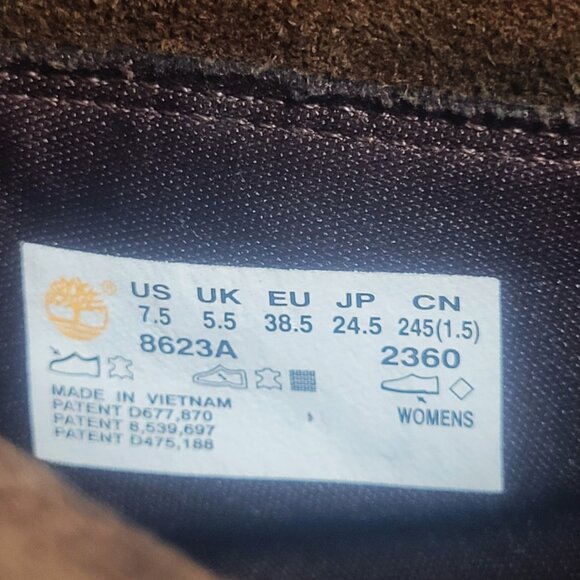 US UK EU JP CN
7.5 5.5 38.5 24.5 245(1.5)
8623A 2360
MADE IN VIETNAM
PATENT D677,870
PATENT 8,539,697
PATENT D475,188
WOMENS